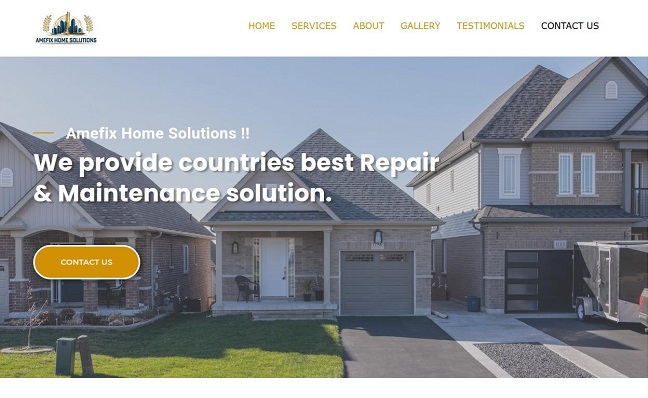 AMEFIX HOME SOLUTIONS
HOME SERVICES ABOUT GALLERY TESTIMONIALS CONTACT US
Amefix Home Solutions !!
We provide countries best Repair
& Maintenance solution.
CONTACT US